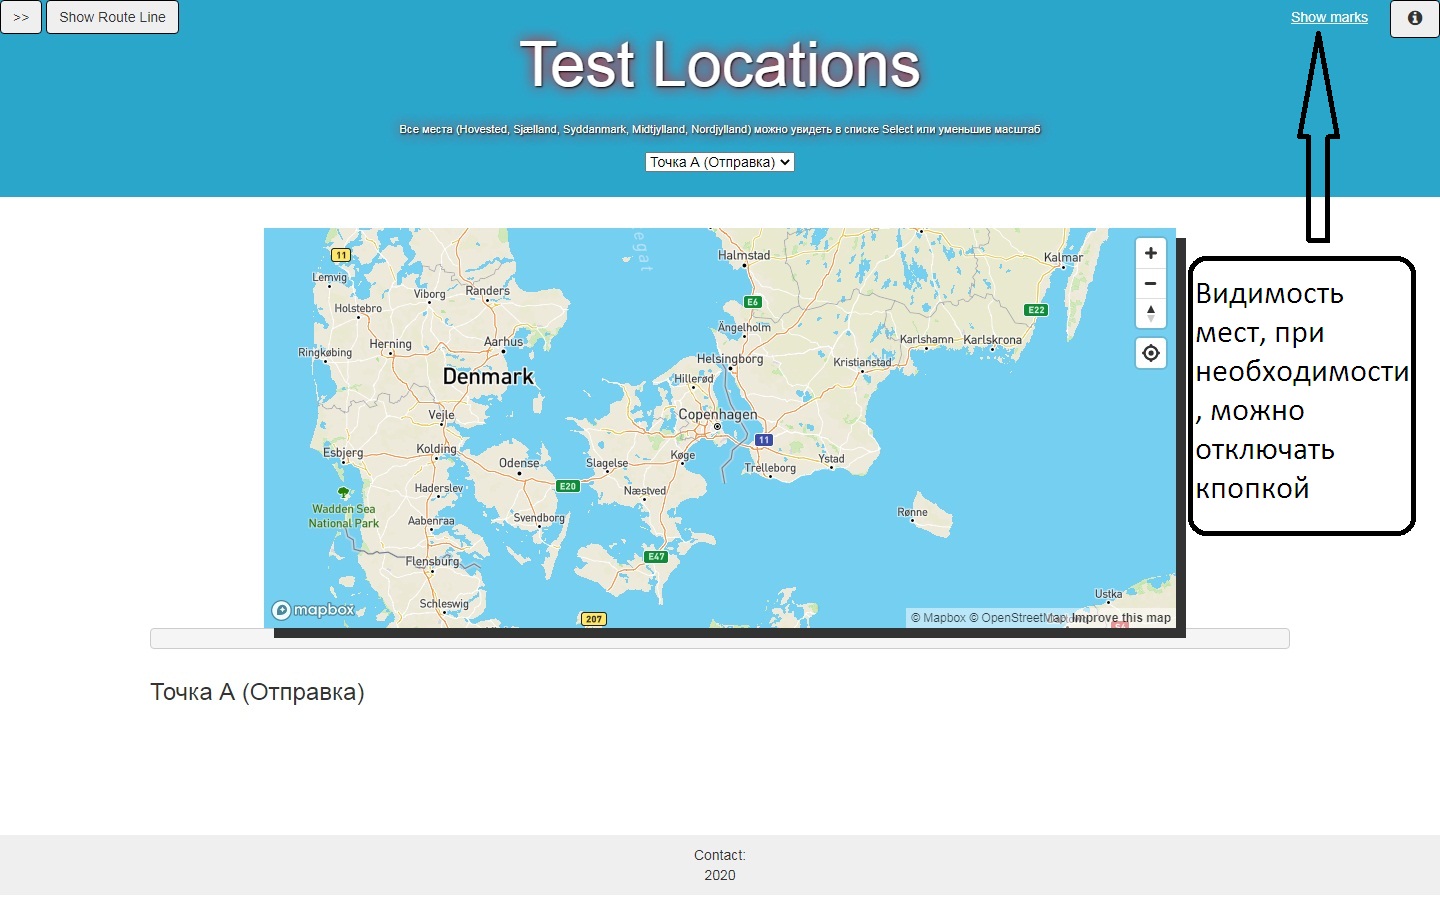 >>
Show Route Line
Show marks
Test Locations
Все места (Hovested, Sjælland, Syddanmark, Midtjylland, Nordjylland) можно увидеть в списке Select или уменьшив масштаб
Точка А (Отправка)
egat
11
Lemvig
Viborg
Randers
Holstebro
Herning
Aarhus
Ringkøbing
Denmark
Vejle
Esbjerg
Kolding
Odense
Haderslev
Wadden Sea
National Park
Aabenraa
Svendborg
Flensburg
Schleswig
Halmstad
Kalmar
E6
E22
Ängelholm
Helsingborg
Karlshamn
Karlskrona
Kristianstad
Hillerød
Copenhagen
11
Slagelse
Køge
Trelleborg
Ystad
E20
Næstved
Rønne
E47
Ustka
207
mapbox
© Mapbox © OpenStreetMap Improve this map
Видимость
мест, при
необходимости
, можно
отключать
кпопкой
Точка А (Отправка)
Contact:
2020